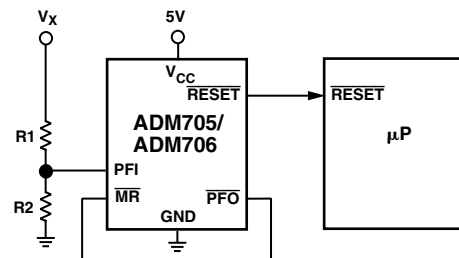 VX
5V
VCC
RESET
RESET
ADM705/
ADM706
μP
R1
PFI
MR
PFO
R2
GND